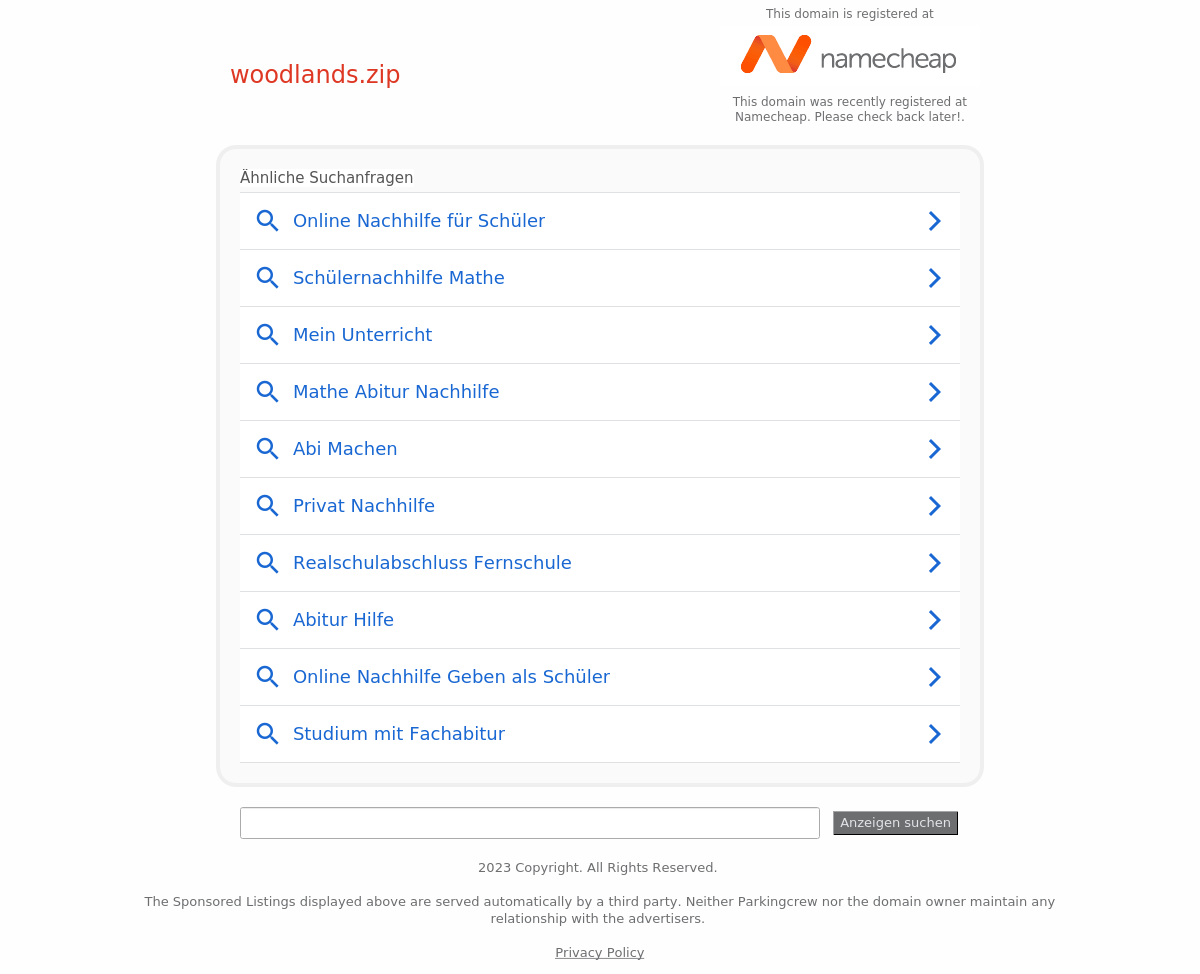 This domain is registered at
namecheap
woodlands.zip
This domain was recently registered at
Namecheap. Please check back later!.
Ähnliche Suchanfragen
Online Nachhilfe für Schüler
Schülernachhilfe Mathe
Mein Unterricht
Mathe Abitur Nachhilfe
Abi Machen
Privat Nachhilfe
Realschulabschluss Fernschule
Abitur Hilfe
Online Nachhilfe Geben als Schüler
Studium mit Fachabitur
Anzeigen suchen
2023 Copyright. All Rights Reserved.
The Sponsored Listings displayed above are served automatically by a third party. Neither Parkingcrew nor the domain owner maintain any
relationship with the advertisers.
Privacy Policy